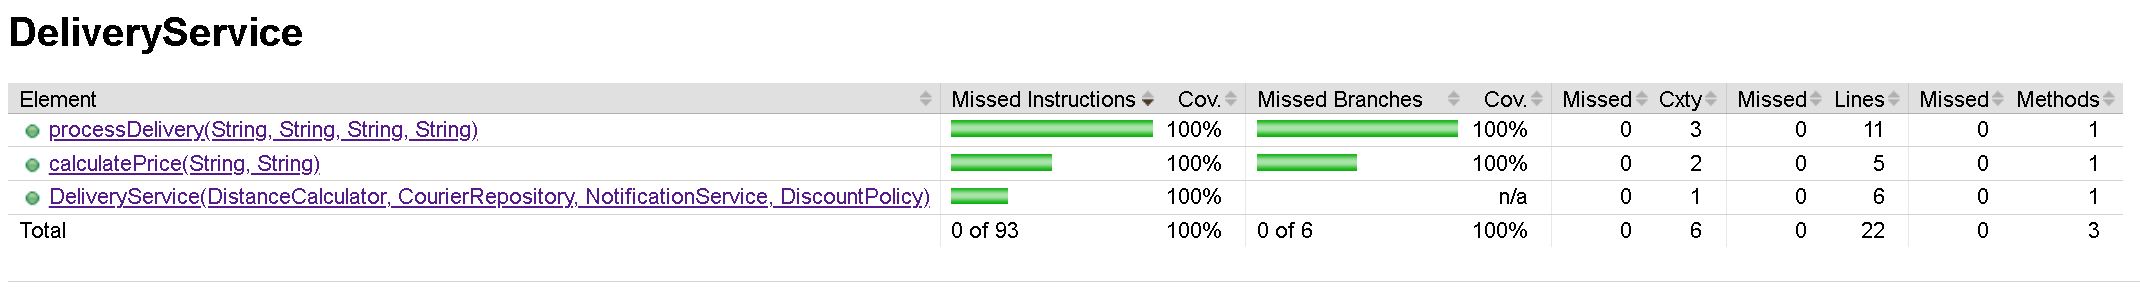 DeliveryService
Element Missed Instructions Cov. Missed Branches Cov. Missed Cxty Missed Lines Missed Methods
processDelivery(String, String, String, String) 100% 100% 0 3 0 11 0 1
calculatePrice(String, String) 100% 100% 0 2 0 5 0 1
DeliveryService(DistanceCalculator, CourierRepository, NotificationService, DiscountPolicy) 100% n/a 0 1 0 6 0 1
Total 0 of 93 100% 0 of 6 100% 0 6 0 22 0 3